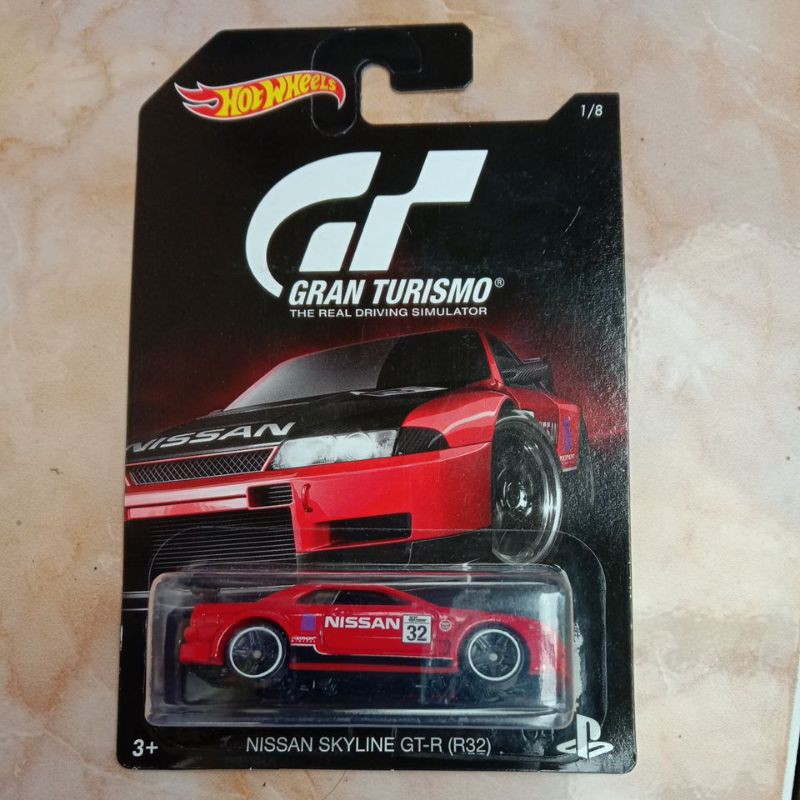 HOT WHEELS
1/8
GT
GRAN TURISMO®
THE REAL DRIVING SIMULATOR
NISSAN
NISSAN
32
3+
NISSAN SKYLINE GT-R (R32)